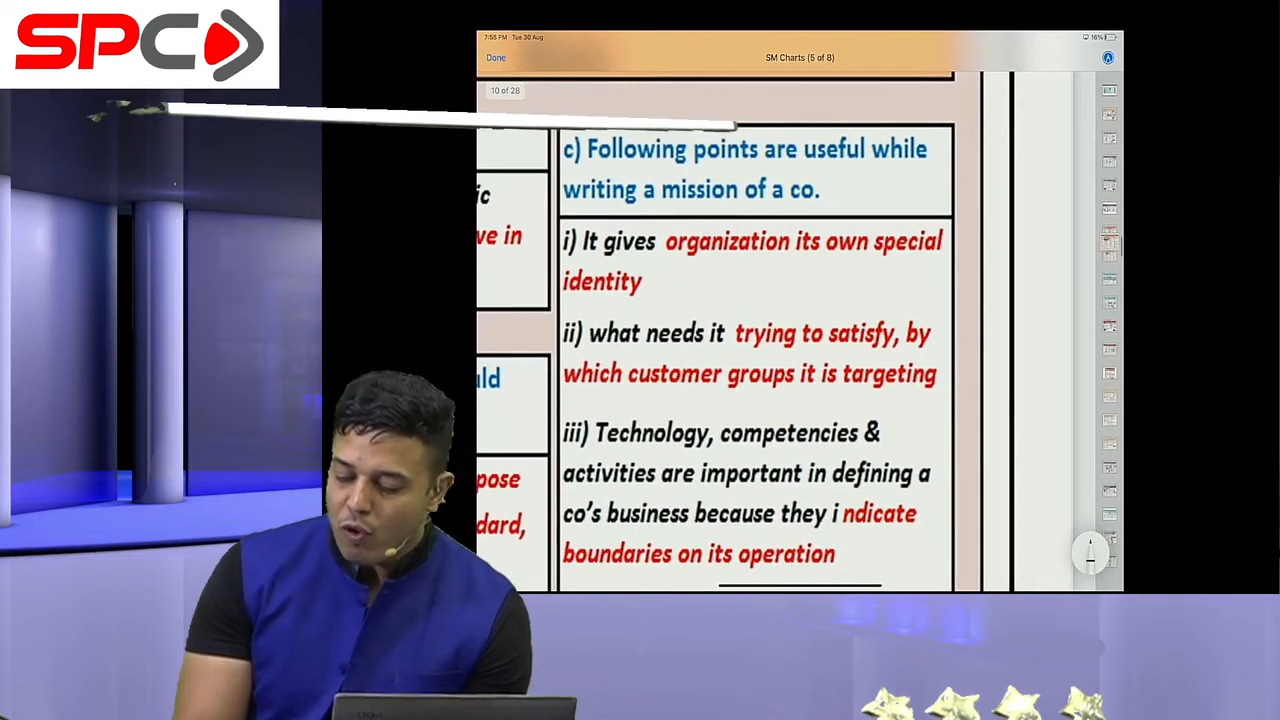 SPC
7:58 PM Tue 30 Aug
16%
Done
SM Charts (5 of 8)
10 of 28
ic
ve in
uld
pose
dard,
c) Following points are useful while
writing a mission of a co.
i) It gives organization its own special
identity
ii) what needs it trying to satisfy, by
which customer groups it is targeting
iii) Technology, competencies &
activities are important in defining a
co's business because they i ndicate
boundaries on its operation